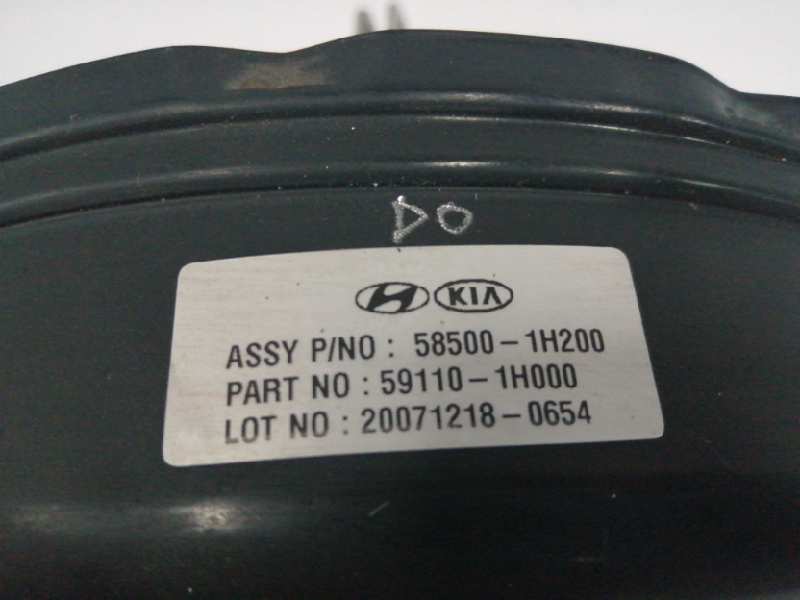 DO
KIA
ASSY P/NO : 58500-1H200
PART NO : 59110-1H000
LOT NO : 20071218-0654